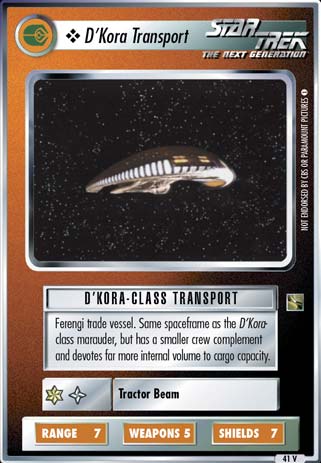 ❖ D'Kora Transport
STAR TREK
THE NEXT GENERATION
NOT ENDORSED BY CBS OR PARAMOUNT PICTURES
D'KORA-CLASS TRANSPORT
Ferengi trade vessel. Same spaceframe as the D'Kora-
class marauder, but has a smaller crew complement
and devotes far more internal volume to cargo capacity.
Tractor Beam
RANGE 7 WEAPONS 5 SHIELDS 7
41 V